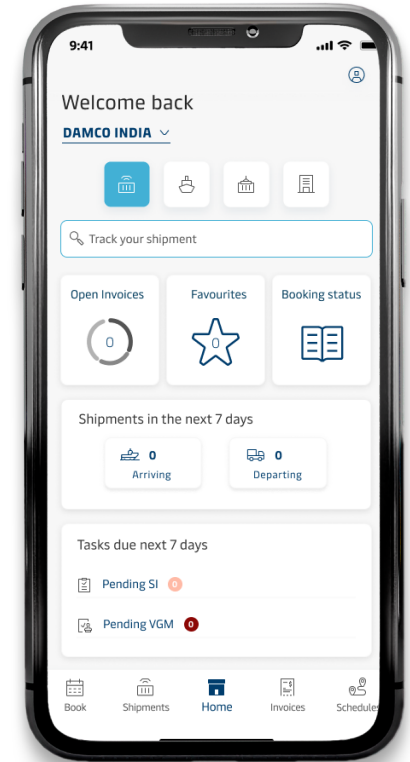 9:41
Welcome back
DAMCO INDIA
Track your shipment
Open Invoices
Favourites
Booking status
0
0
Shipments in the next 7 days
0
0
Arriving
Departing
Tasks due next 7 days
Pending SI 0
Pending VGM 0
Book
Shipments
Home
Invoices
Schedules